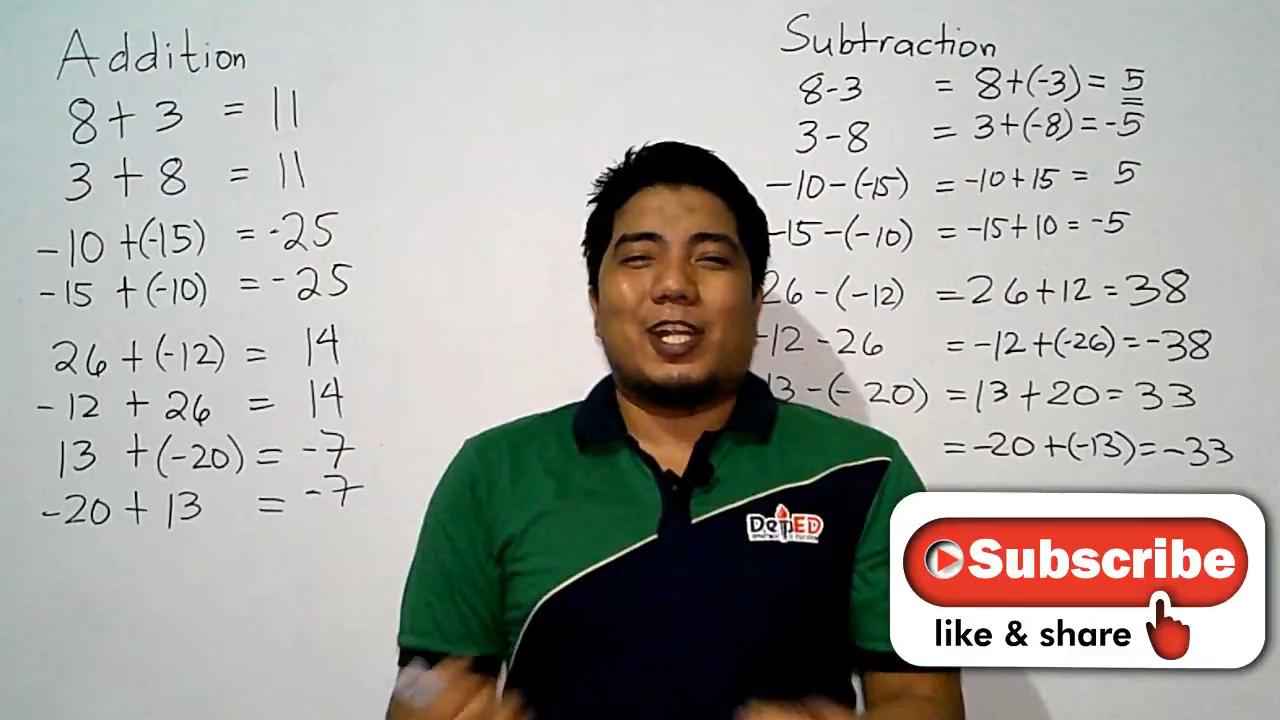 Addition
8 + 3 = 11
3 + 8 = 11
-10 + (-15) = -25
-15 + (-10) = -25
26 + (-12) = 14
-12 + 26 = 14
13 + (-20) = -7
-20 + 13 = -7
Subtraction
8-3 = 8+(-3) = 5
3-8 = 3+(-8) = -5
-10-(-15) = -10+15 = 5
-15-(-10) = -15+10 = -5
26-(-12) = 26+12 = 38
-12-26 = -12+(-26) = -38
13-(-20) = 13+20 = 33
= -20+(-13) = -33
DepED
Subscribe
like & share